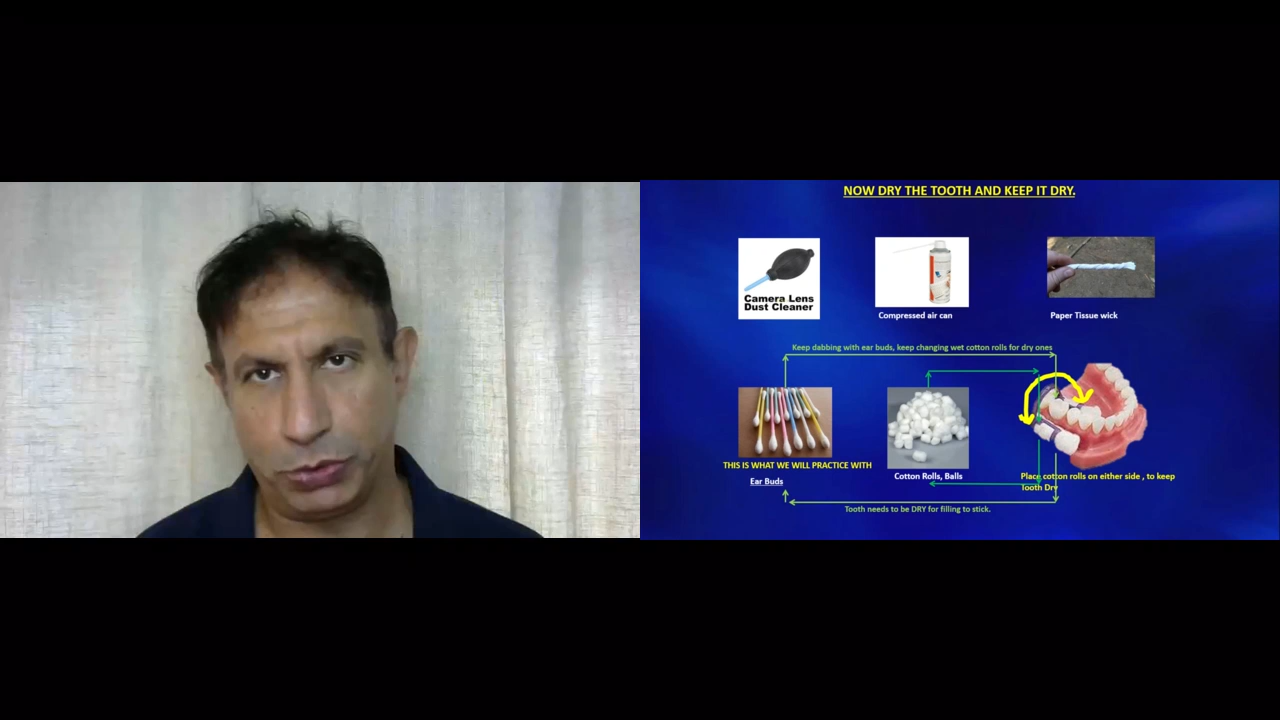 NOW DRY THE TOOTH AND KEEP IT DRY.
Camera Lens
Dust Cleaner
Compressed air can
Paper Tissue wick
Keep dabbing with ear buds, keep changing wet cotton rolls for dry ones
THIS IS WHAT WE WILL PRACTICE WITH
Ear Buds
Cotton Rolls, Balls
Place cotton rolls on either side , to keep
Tooth Dry
Tooth needs to be DRY for filling to stick.